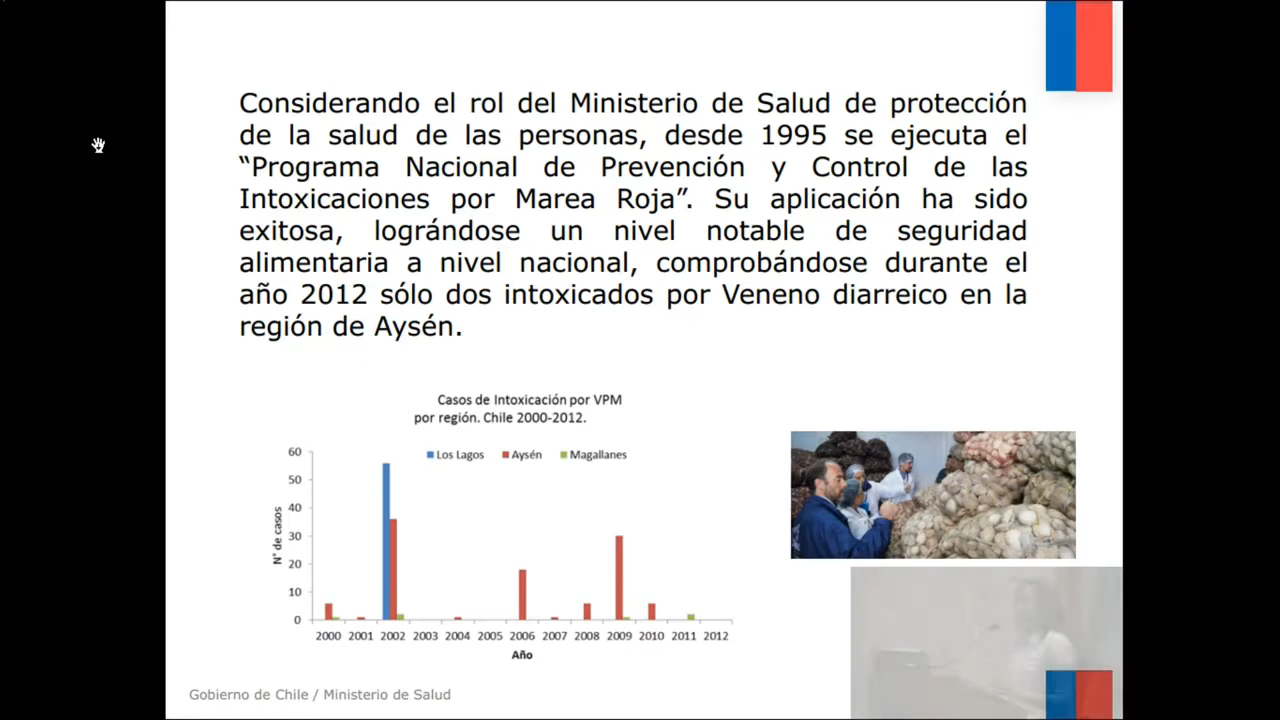 Considerando el rol del Ministerio de Salud de protección
de la salud de las personas, desde 1995 se ejecuta el
“Programa Nacional de Prevención y Control de las
Intoxicaciones por Marea Roja”. Su aplicación ha sido
exitosa, lográndose un nivel notable de seguridad
alimentaria a nivel nacional, comprobándose durante el
año 2012 sólo dos intoxicados por Veneno diarreico en la
región de Aysén.
Casos de Intoxicación por VPM
por región. Chile 2000-2012.
Los Lagos Aysén Magallanes
N° de casos
60
50
40
30
20
10
0
2000 2001 2002 2003 2004 2005 2006 2007 2008 2009 2010 2011 2012
Año
Gobierno de Chile / Ministerio de Salud